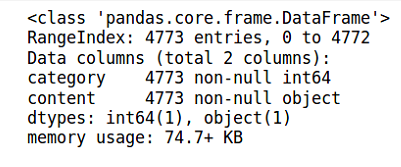 <class 'pandas.core.frame.DataFrame'>
RangeIndex: 4773 entries, 0 to 4772
Data columns (total 2 columns):
category    4773 non-null int64
content     4773 non-null object
dtypes: int64(1), object(1)
memory usage: 74.7+ KB